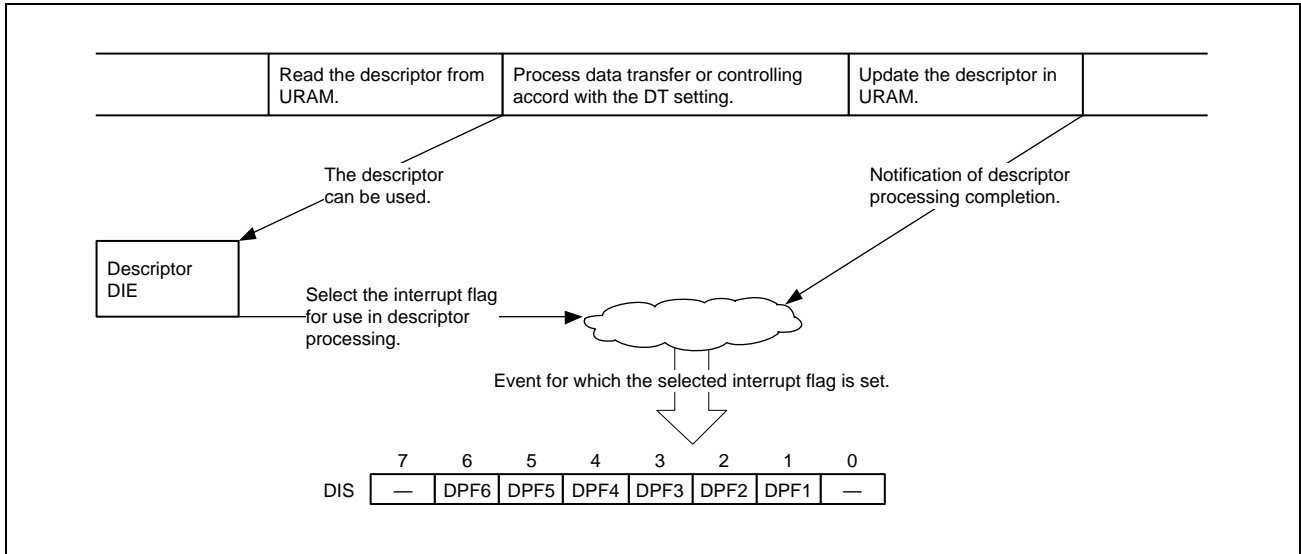 Read the descriptor from
URAM.
Process data transfer or controlling
accord with the DT setting.
Update the descriptor in
URAM.
The descriptor
can be used.
Notification of descriptor
processing completion.
Descriptor
DIE
Select the interrupt flag
for use in descriptor
processing.
Event for which the selected interrupt flag is set.
7 6 5 4 3 2 1 0
DIS — DPF6 DPF5 DPF4 DPF3 DPF2 DPF1 —